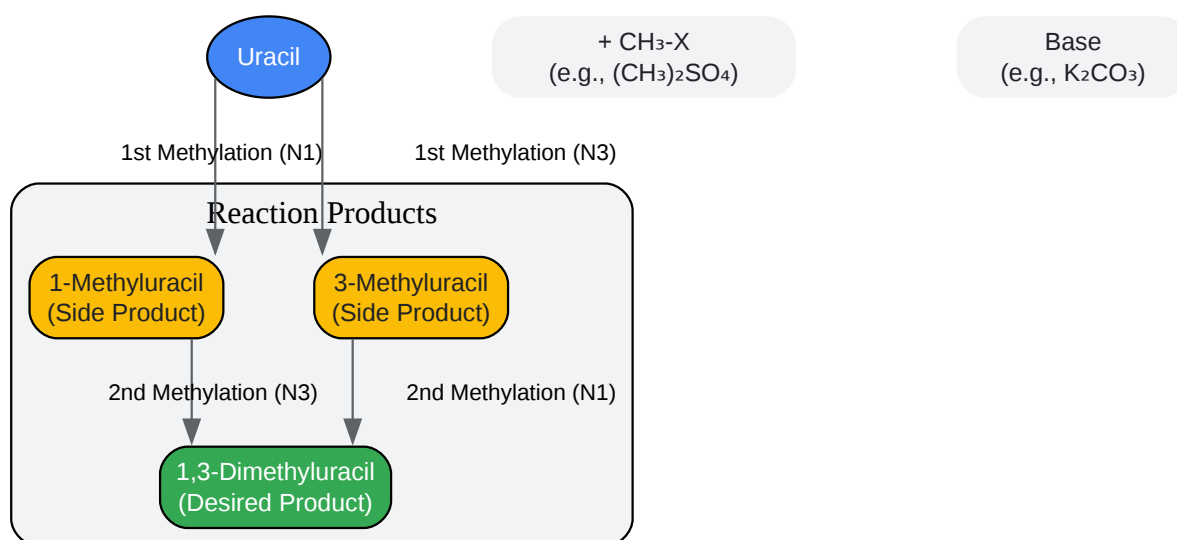 Uracil
+ CH₃-X
(e.g., (CH₃)₂SO₄)
Base
(e.g., K₂CO₃)
1st Methylation (N1)
1st Methylation (N3)
Reaction Products
1-Methyluracil
(Side Product)
3-Methyluracil
(Side Product)
2nd Methylation (N3)
2nd Methylation (N1)
1,3-Dimethyluracil
(Desired Product)